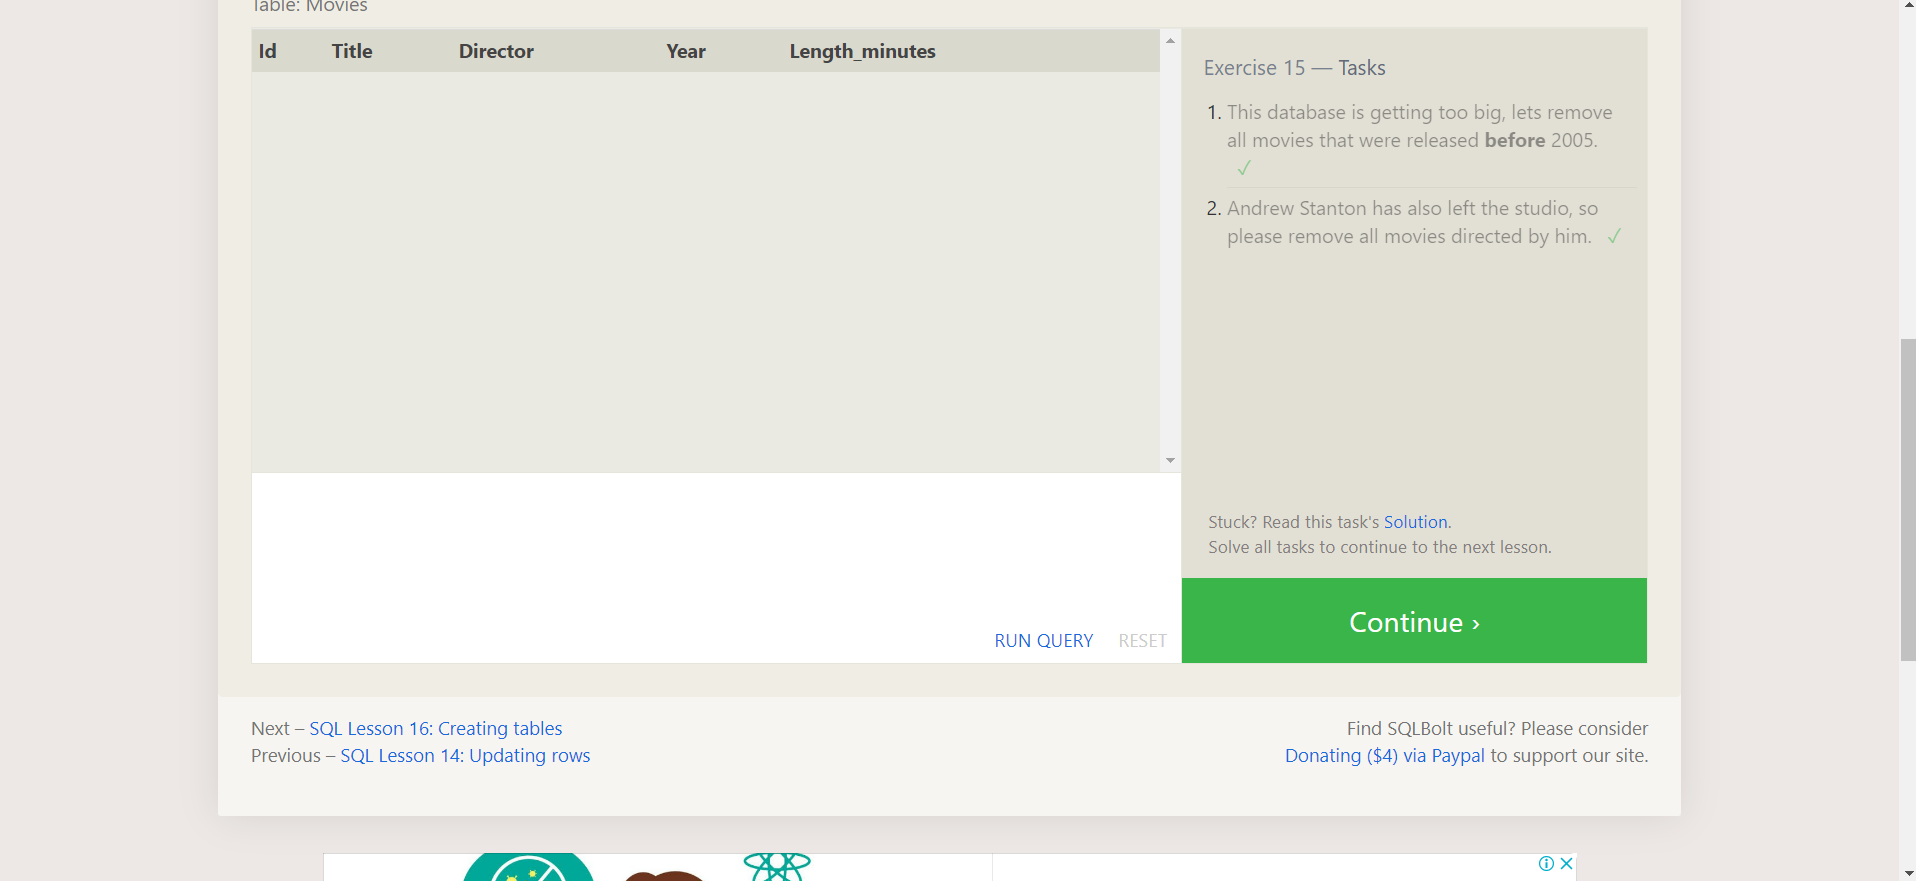 Table: Movies
Id Title Director Year Length_minutes
Exercise 15 — Tasks
1. This database is getting too big, lets remove
all movies that were released before 2005.
✓
2. Andrew Stanton has also left the studio, so
please remove all movies directed by him. ✓
Stuck? Read this task's Solution.
Solve all tasks to continue to the next lesson.
RUN QUERY RESET
Continue ›
Next – SQL Lesson 16: Creating tables
Previous – SQL Lesson 14: Updating rows
Find SQLBolt useful? Please consider
Donating ($4) via Paypal to support our site.